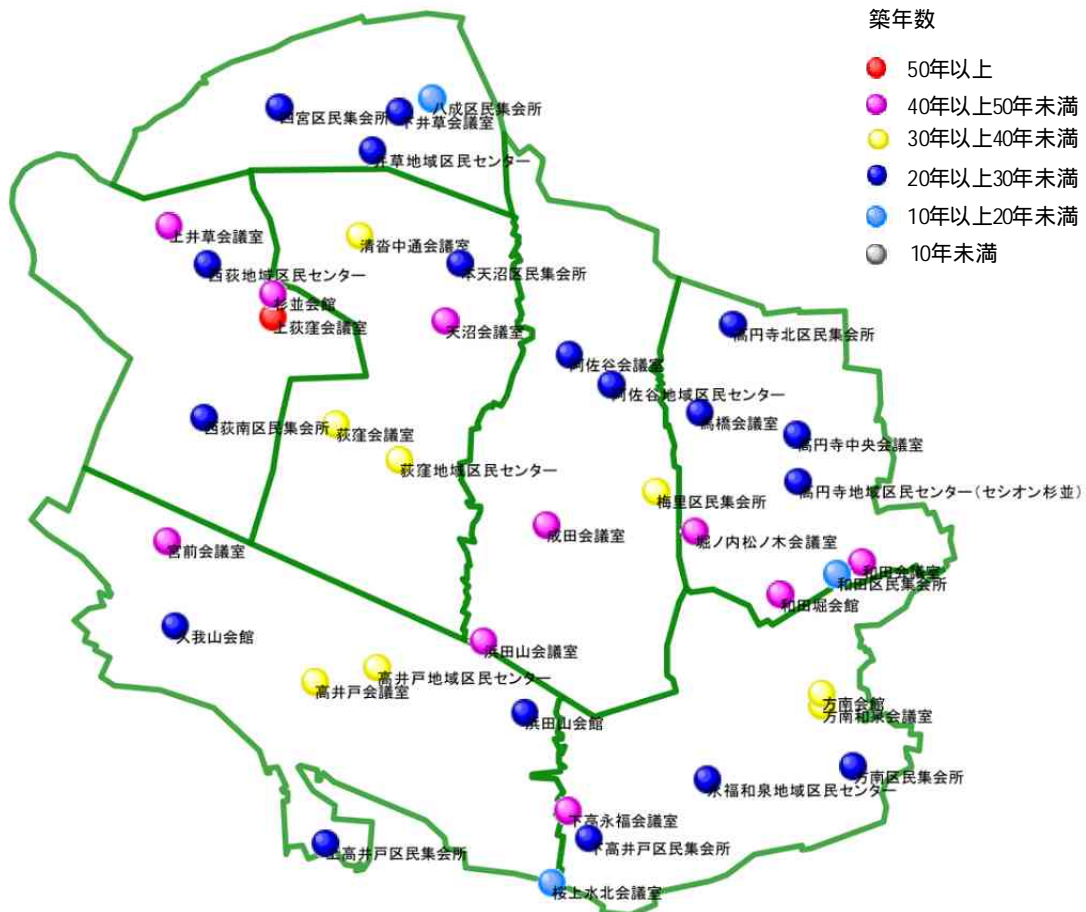 築年数
50年以上
40年以上50年未満
30年以上40年未満
20年以上30年未満
10年以上20年未満
10年未満
八成区民集会所
四宮区民集会所
下井草会議室
井草地域区民センター
上井草会議室
清沓中通会議室
西荻地域区民センター
本天沼区民集会所
杉並会館
上荻窪会議室
天沼会議室
高円寺北区民集会所
阿佐谷会議室
阿佐谷地域区民センター
馬橋会議室
西荻南区民集会所
荻窪会議室
高円寺中央会議室
荻窪地域区民センター
高円寺地域区民センター(セシオン杉並)
梅里区民集会所
成田会議室
堀ノ内松ノ木会議室
宮前会議室
和田会議室
和田区民集会所
和田堀会館
久我山会館
浜田山会議室
高井戸地域区民センター
高井戸会議室
方南会館
方南和泉会議室
浜田山会館
方南区民集会所
永福和泉地域区民センター
下高永福会議室
下高井戸区民集会所
上高井戸区民集会所
桜上水北会議室